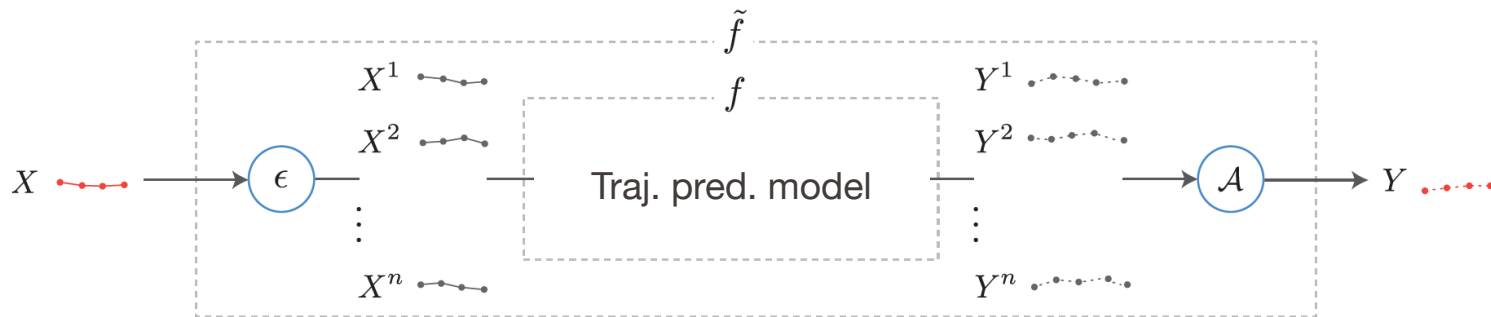 f̃
X¹ Y¹
f
X² Y²
X ϵ Traj. pred. model 𝒜 Y
⋮ ⋮
Xⁿ Yⁿ